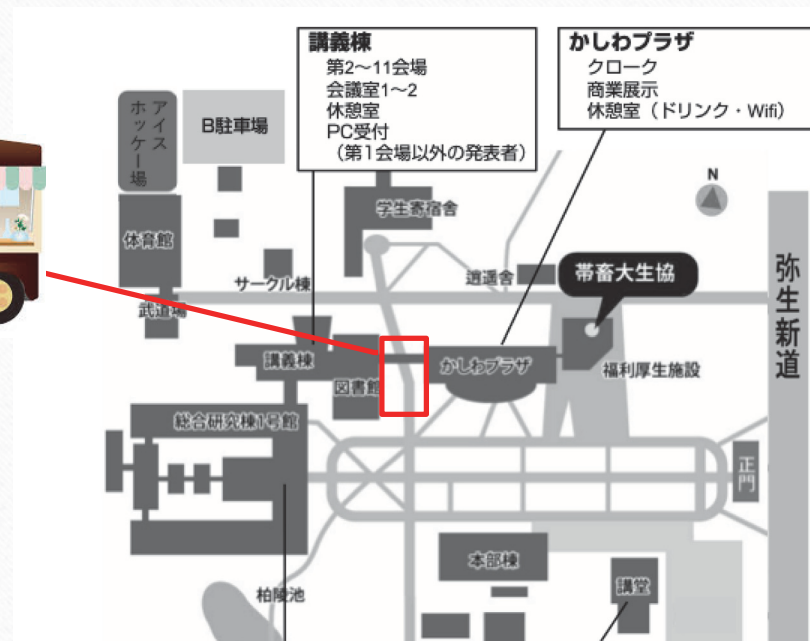 講義棟
第2～11会場
会議室1～2
休憩室
PC受付
（第1会場以外の発表者）
かしわプラザ
クローク
商業展示
休憩室（ドリンク・Wifi）
アイス
ホッケー場
B駐車場
N
学生寄宿舎
体育館
サークル棟
逍遥舎
帯畜大生協
弥生新道
武道場
講義棟
図書館
かしわプラザ
福利厚生施設
総合研究棟1号館
正門
本部棟
講堂
柏陵池